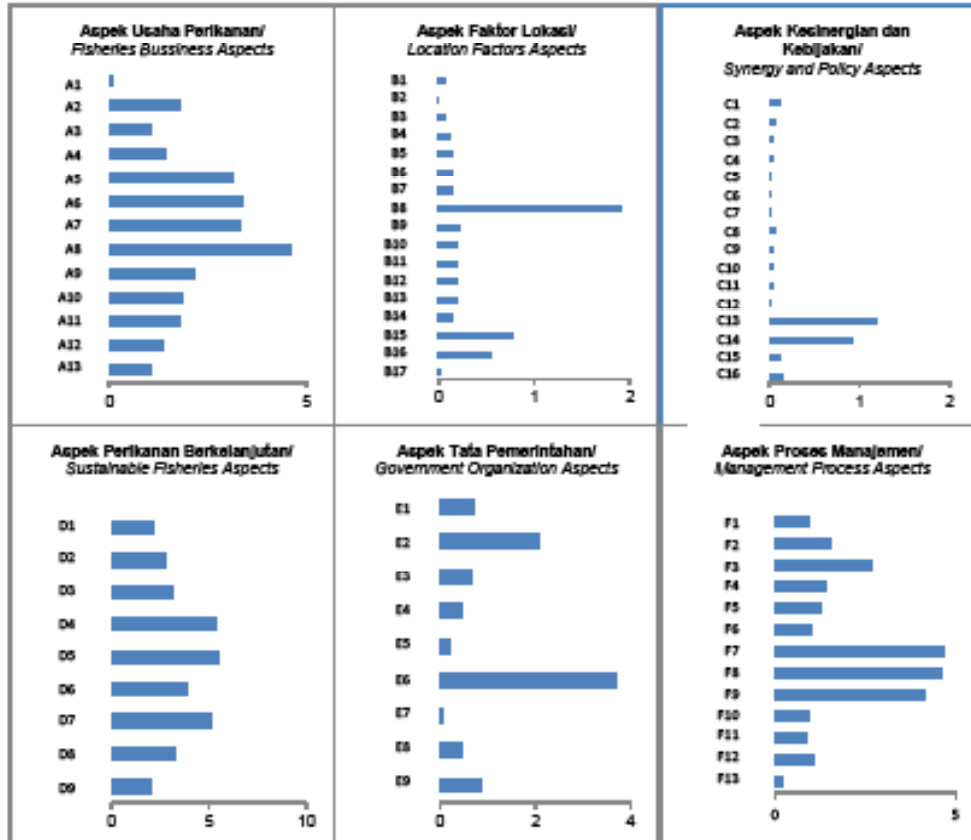 Aspek Usaha Perikanan/
Fisheries Bussiness Aspects
A1
A2
A3
A4
A5
A6
A7
A8
A9
A10
A11
A12
A13
0 5
Aspek Faktor Lokasi/
Location Factors Aspects
B1
B2
B3
B4
B5
B6
B7
B8
B9
B10
B11
B12
B13
B14
B15
B16
B17
0 1 2
Aspek Kesinergian dan
Kebijakan/
Synergy and Policy Aspects
C1
C2
C3
C4
C5
C6
C7
C8
C9
C10
C11
C12
C13
C14
C15
C16
0 1 2
Aspek Perikanan Berkelanjutan/
Sustainable Fisheries Aspects
D1
D2
D3
D4
D5
D6
D7
D8
D9
0 5 10
Aspek Tata Pemerintahan/
Government Organization Aspects
E1
E2
E3
E4
E5
E6
E7
E8
E9
0 2 4
Aspek Proses Manajemen/
Management Process Aspects
F1
F2
F3
F4
F5
F6
F7
F8
F9
F10
F11
F12
F13
0 5